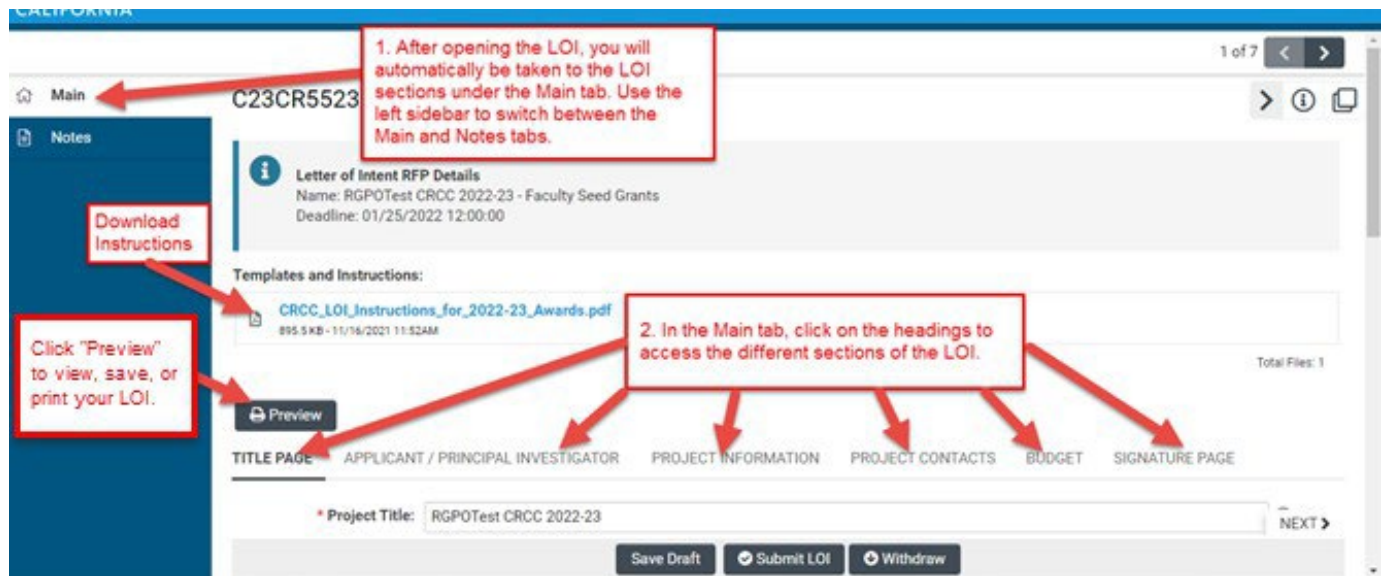 CALIFORNIA
1 of 7
Main
Notes
C23CR5523
1. After opening the LOI, you will
automatically be taken to the LOI
sections under the Main tab. Use the
left sidebar to switch between the
Main and Notes tabs.
Letter of Intent RFP Details
Name: RGPOTest CRCC 2022-23 - Faculty Seed Grants
Deadline: 01/25/2022 12:00:00
Download
Instructions
Templates and Instructions:
CRCC_LOI_Instructions_for_2022-23_Awards.pdf
895.5 KB - 11/16/2021 11:52AM
2. In the Main tab, click on the headings to
access the different sections of the LOI.
Total Files: 1
Click "Preview"
to view, save, or
print your LOI.
Preview
TITLE PAGE APPLICANT / PRINCIPAL INVESTIGATOR PROJECT INFORMATION PROJECT CONTACTS BUDGET SIGNATURE PAGE
* Project Title: RGPOTest CRCC 2022-23
NEXT >
Save Draft Submit LOI Withdraw